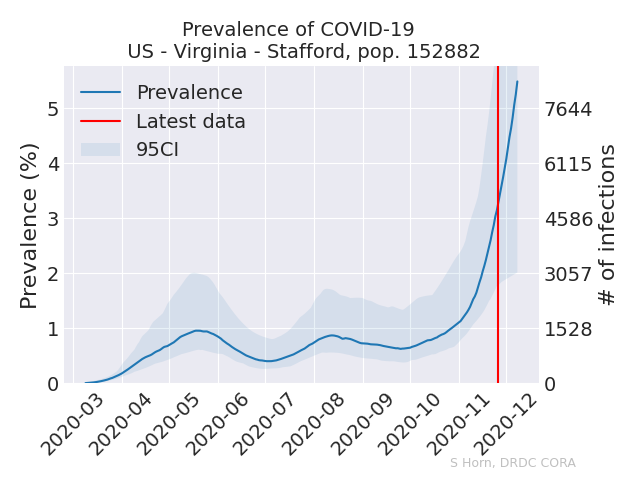 Prevalence of COVID-19
US - Virginia - Stafford, pop. 152882
Prevalence
Latest data
95CI
Prevalence (%)
5
4
3
2
1
0
7644
6115
4586
3057
1528
0
# of infections
2020-03
2020-04
2020-05
2020-06
2020-07
2020-08
2020-09
2020-10
2020-11
2020-12
S Horn, DRDC CORA